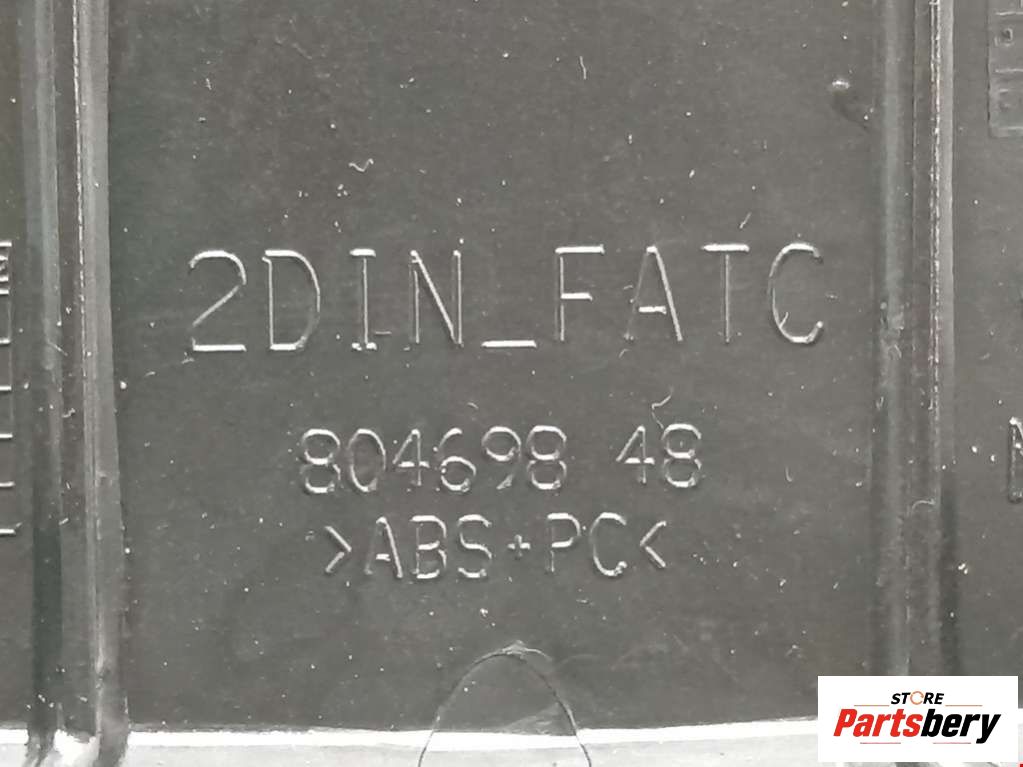 2DIN_FATC
804698 48
>ABS+PC<
STORE
Partsbery